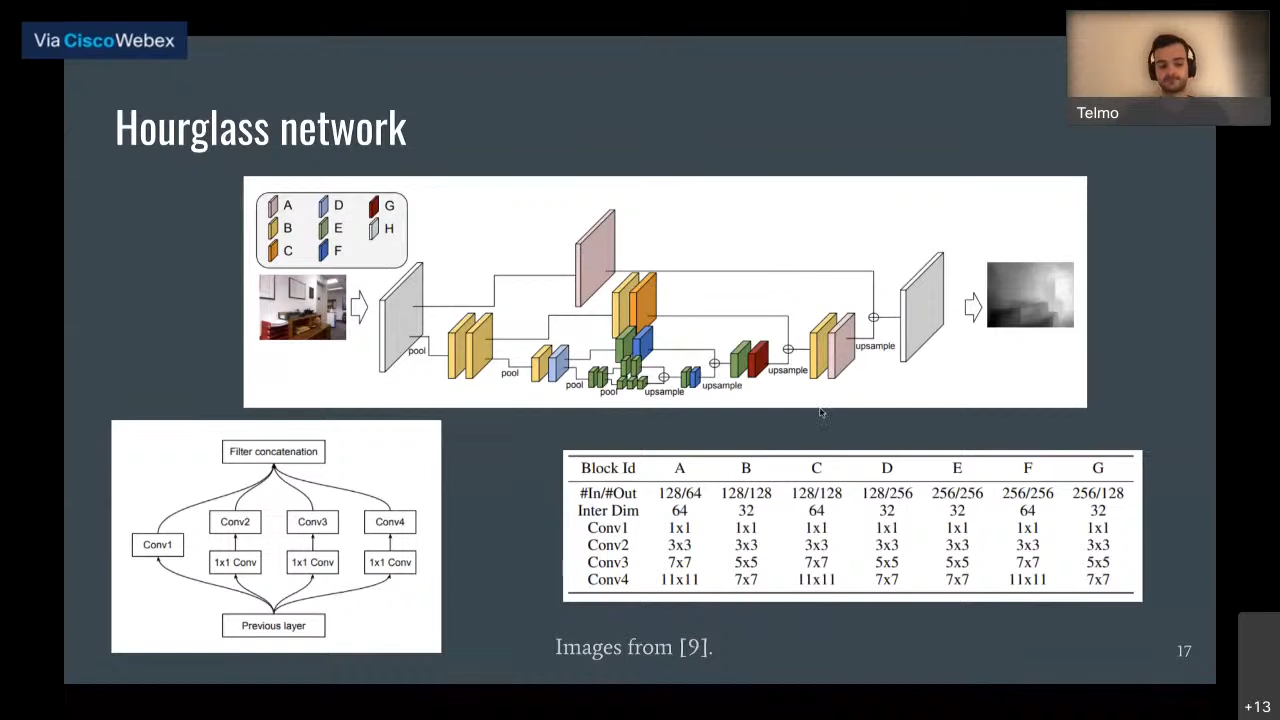 Via CiscoWebex
Telmo
Hourglass network
A D G
B E H
C F
pool
pool
pool
pool
upsample
upsample
upsample
upsample
Filter concatenation
Conv2 Conv3 Conv4
Conv1
1x1 Conv 1x1 Conv 1x1 Conv
Previous layer
Block Id A B C D E F G
#In/#Out 128/64 128/128 128/128 128/256 256/256 256/256 256/128
Inter Dim 64 32 64 32 32 64 32
Conv1 1x1 1x1 1x1 1x1 1x1 1x1 1x1
Conv2 3x3 3x3 3x3 3x3 3x3 3x3 3x3
Conv3 7x7 5x5 7x7 5x5 5x5 7x7 5x5
Conv4 11x11 7x7 11x11 7x7 7x7 11x11 7x7
Images from [9].
17
+13